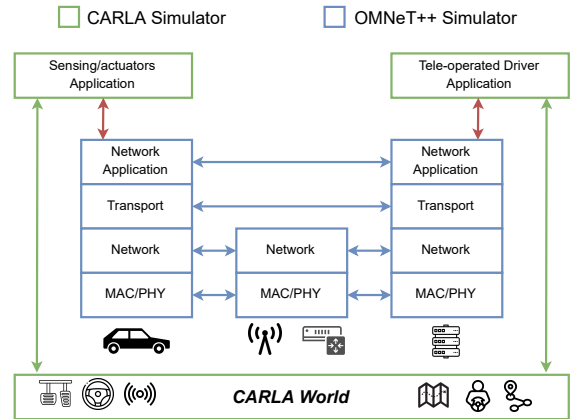 CARLA Simulator
OMNeT++ Simulator
Sensing/actuators
Application
Tele-operated Driver
Application
Network
Application
Network
Application
Transport
Transport
Network
Network
Network
MAC/PHY
MAC/PHY
MAC/PHY
CARLA World